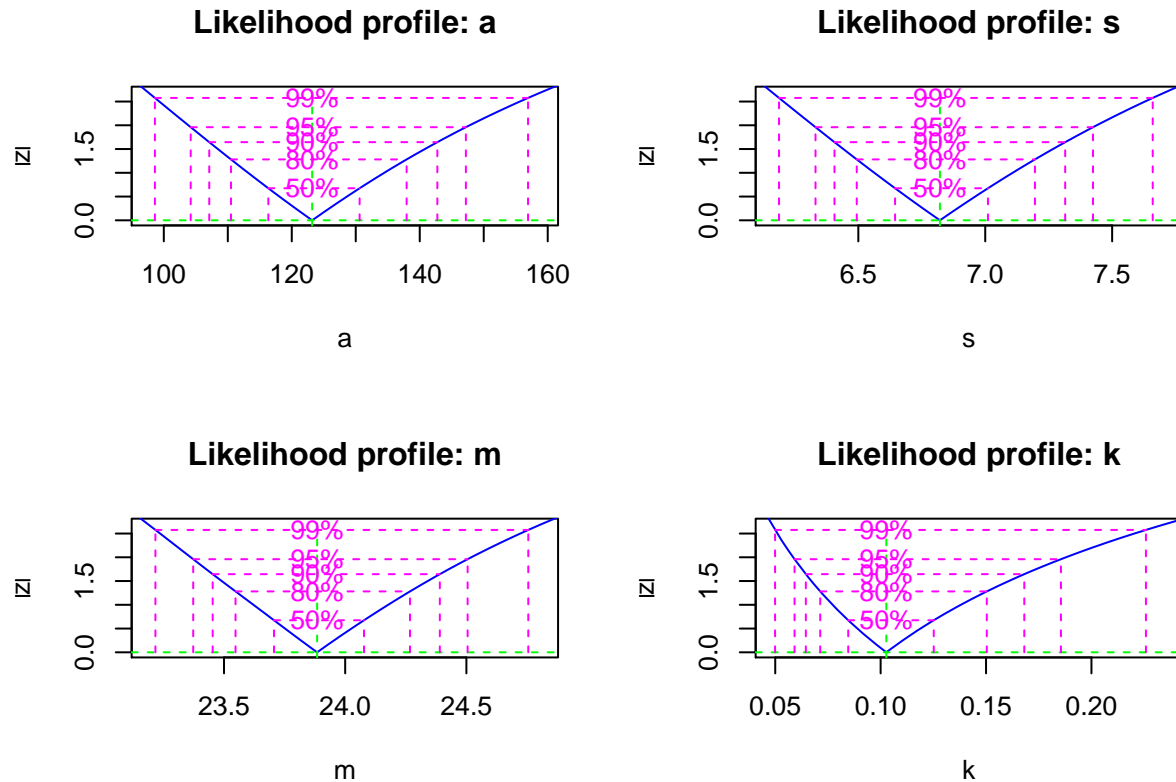 Likelihood profile: a
|z|
0.0 1.5
99%
95%
90%
80%
50%
100 120 140 160
a
Likelihood profile: s
|z|
0.0 1.5
99%
95%
90%
80%
50%
6.5 7.0 7.5
s
Likelihood profile: m
|z|
0.0 1.5
99%
95%
90%
80%
50%
23.5 24.0 24.5
m
Likelihood profile: k
|z|
0.0 1.5
99%
95%
90%
80%
50%
0.05 0.10 0.15 0.20
k